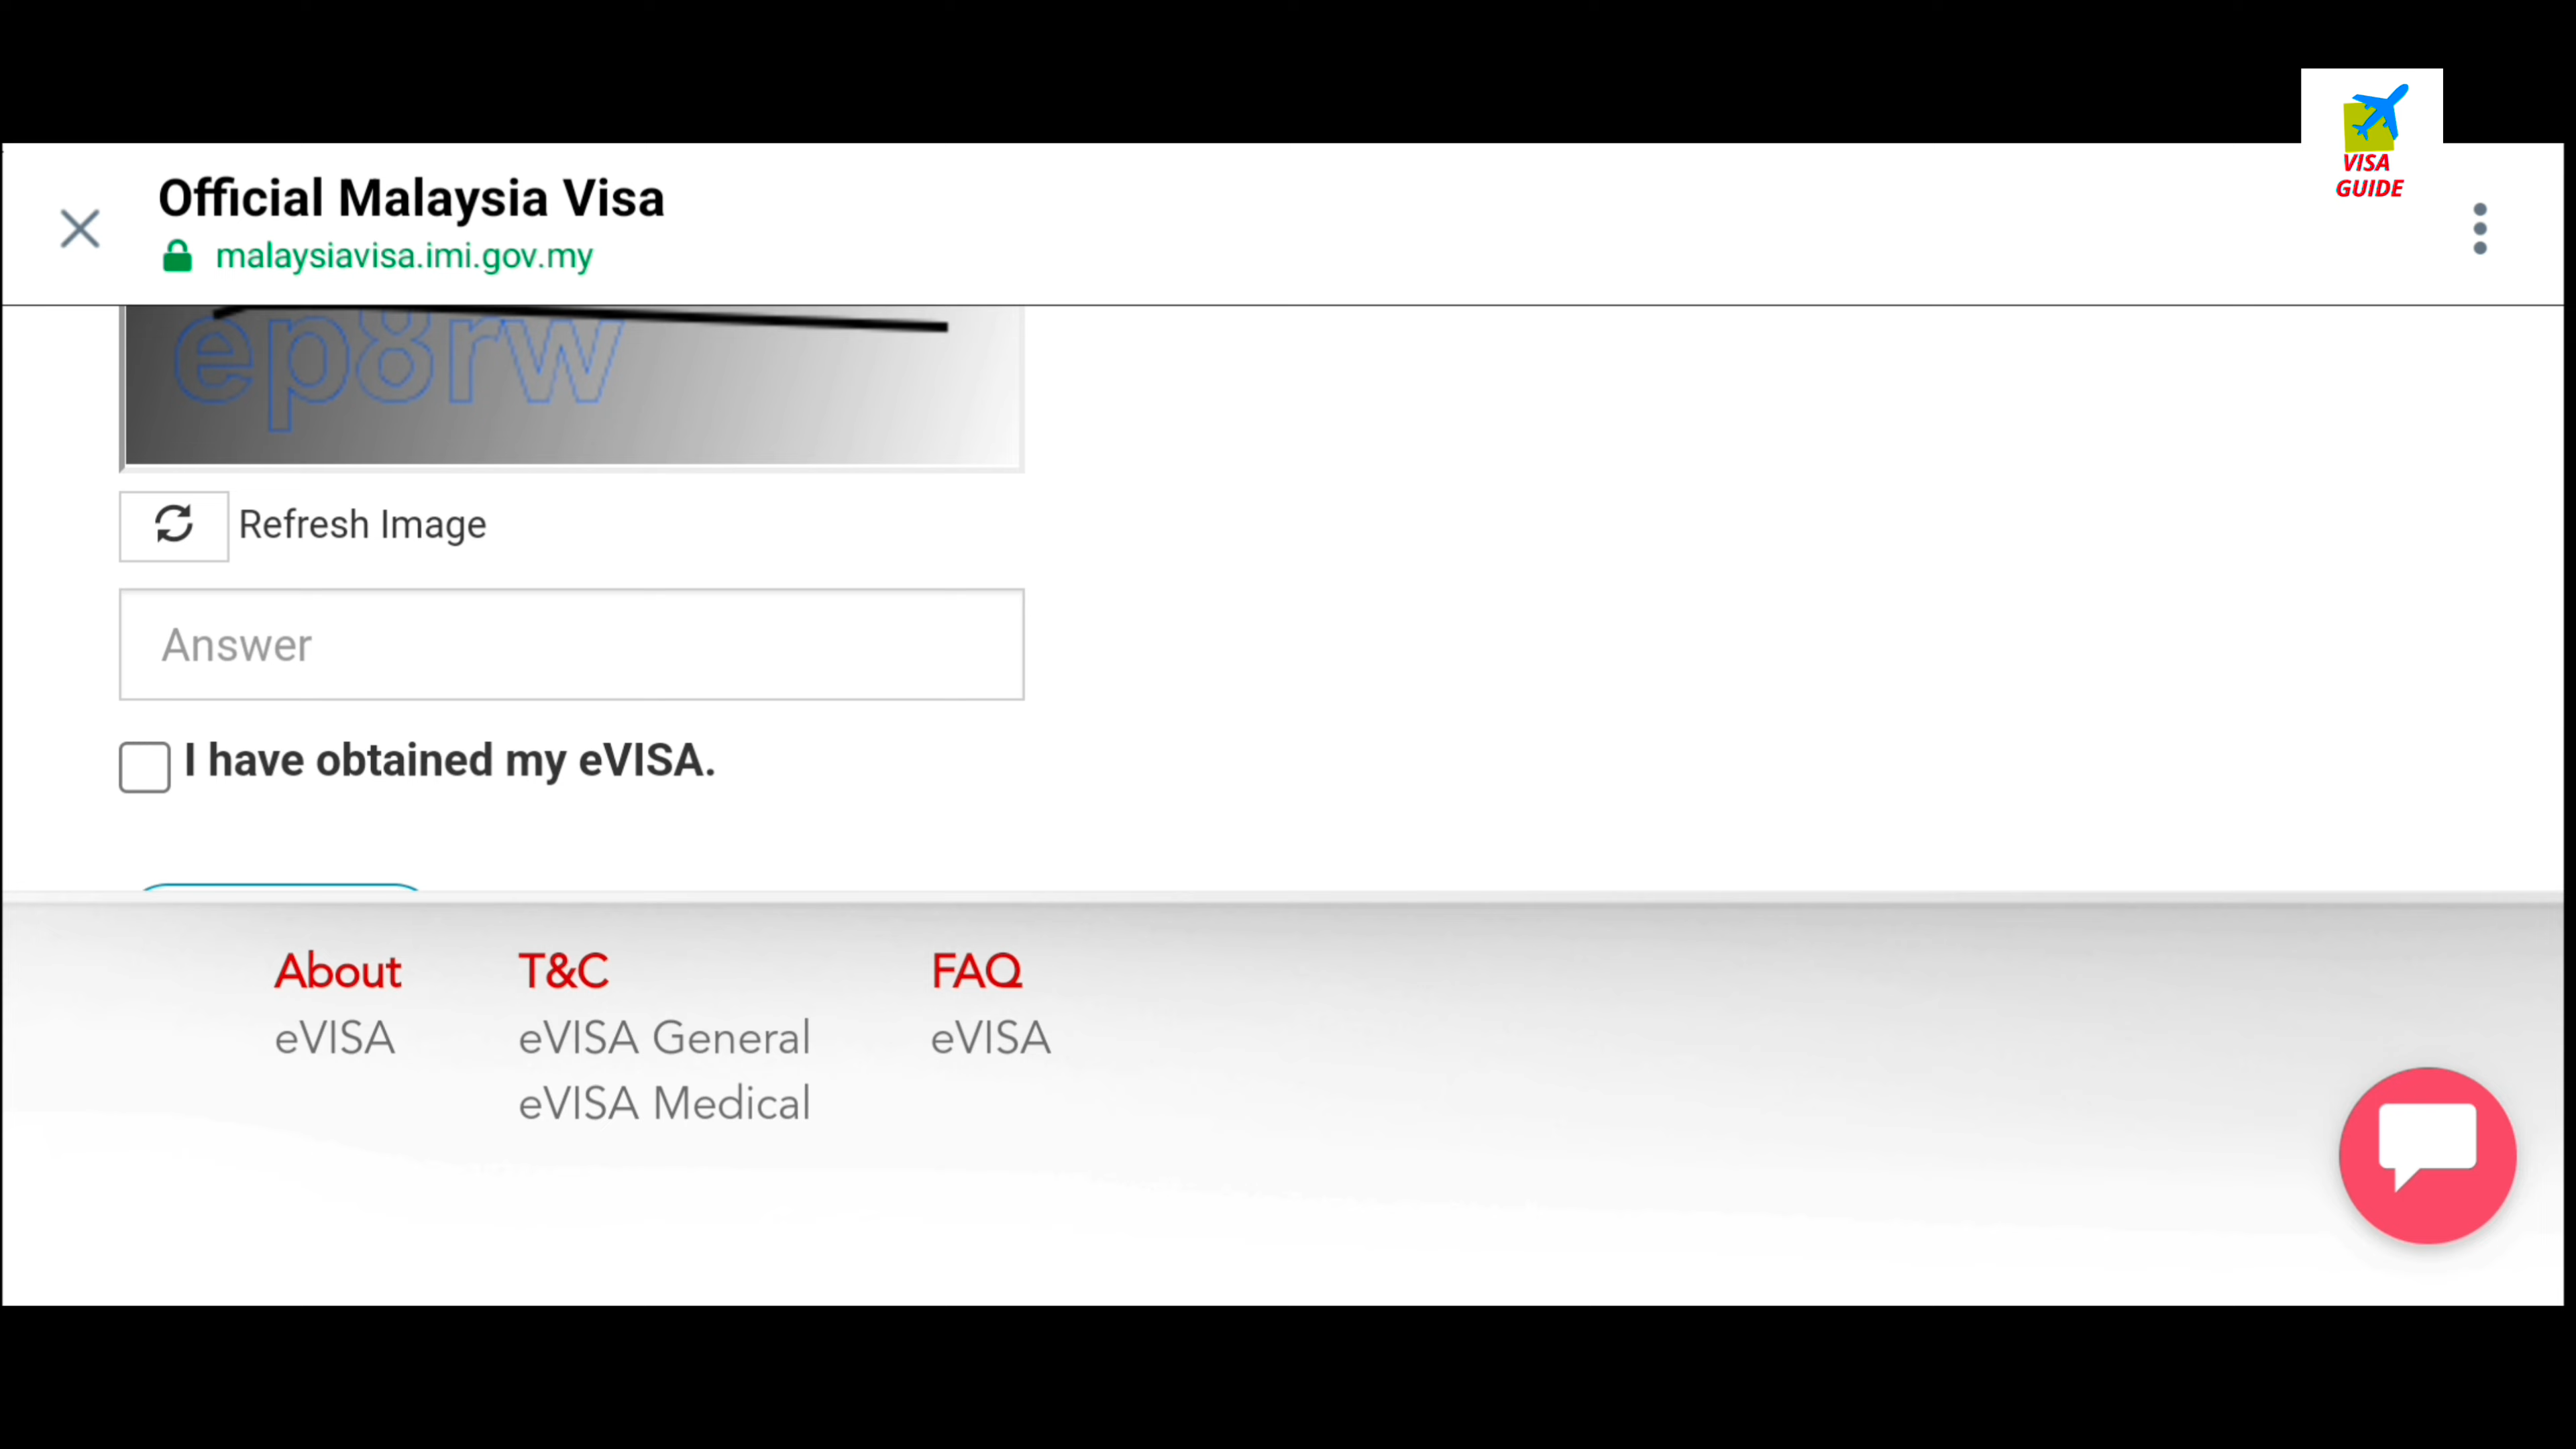 VISA
GUIDE
Official Malaysia Visa
malaysiavisa.imi.gov.my
ep8rw
Refresh Image
Answer
I have obtained my eVISA.
About T&C FAQ
eVISA eVISA General eVISA
eVISA Medical